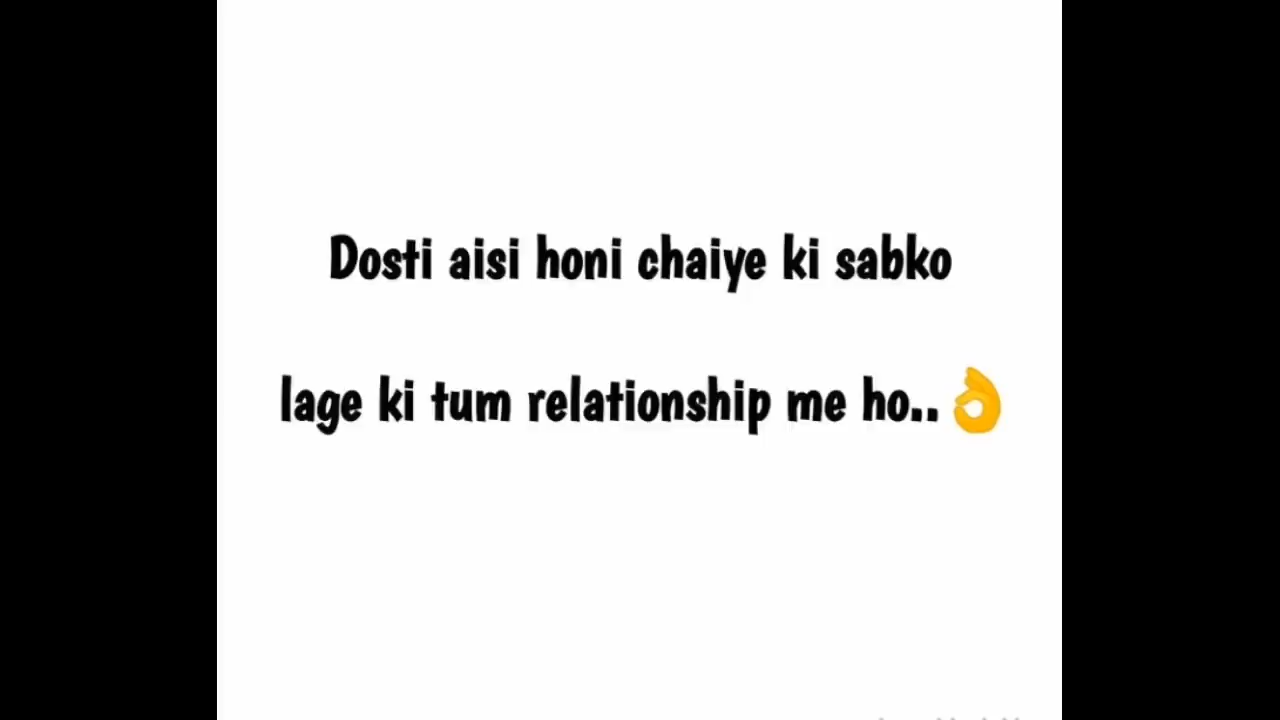 Dosti aisi honi chaiye ki sabko
lage ki tum relationship me ho..👌